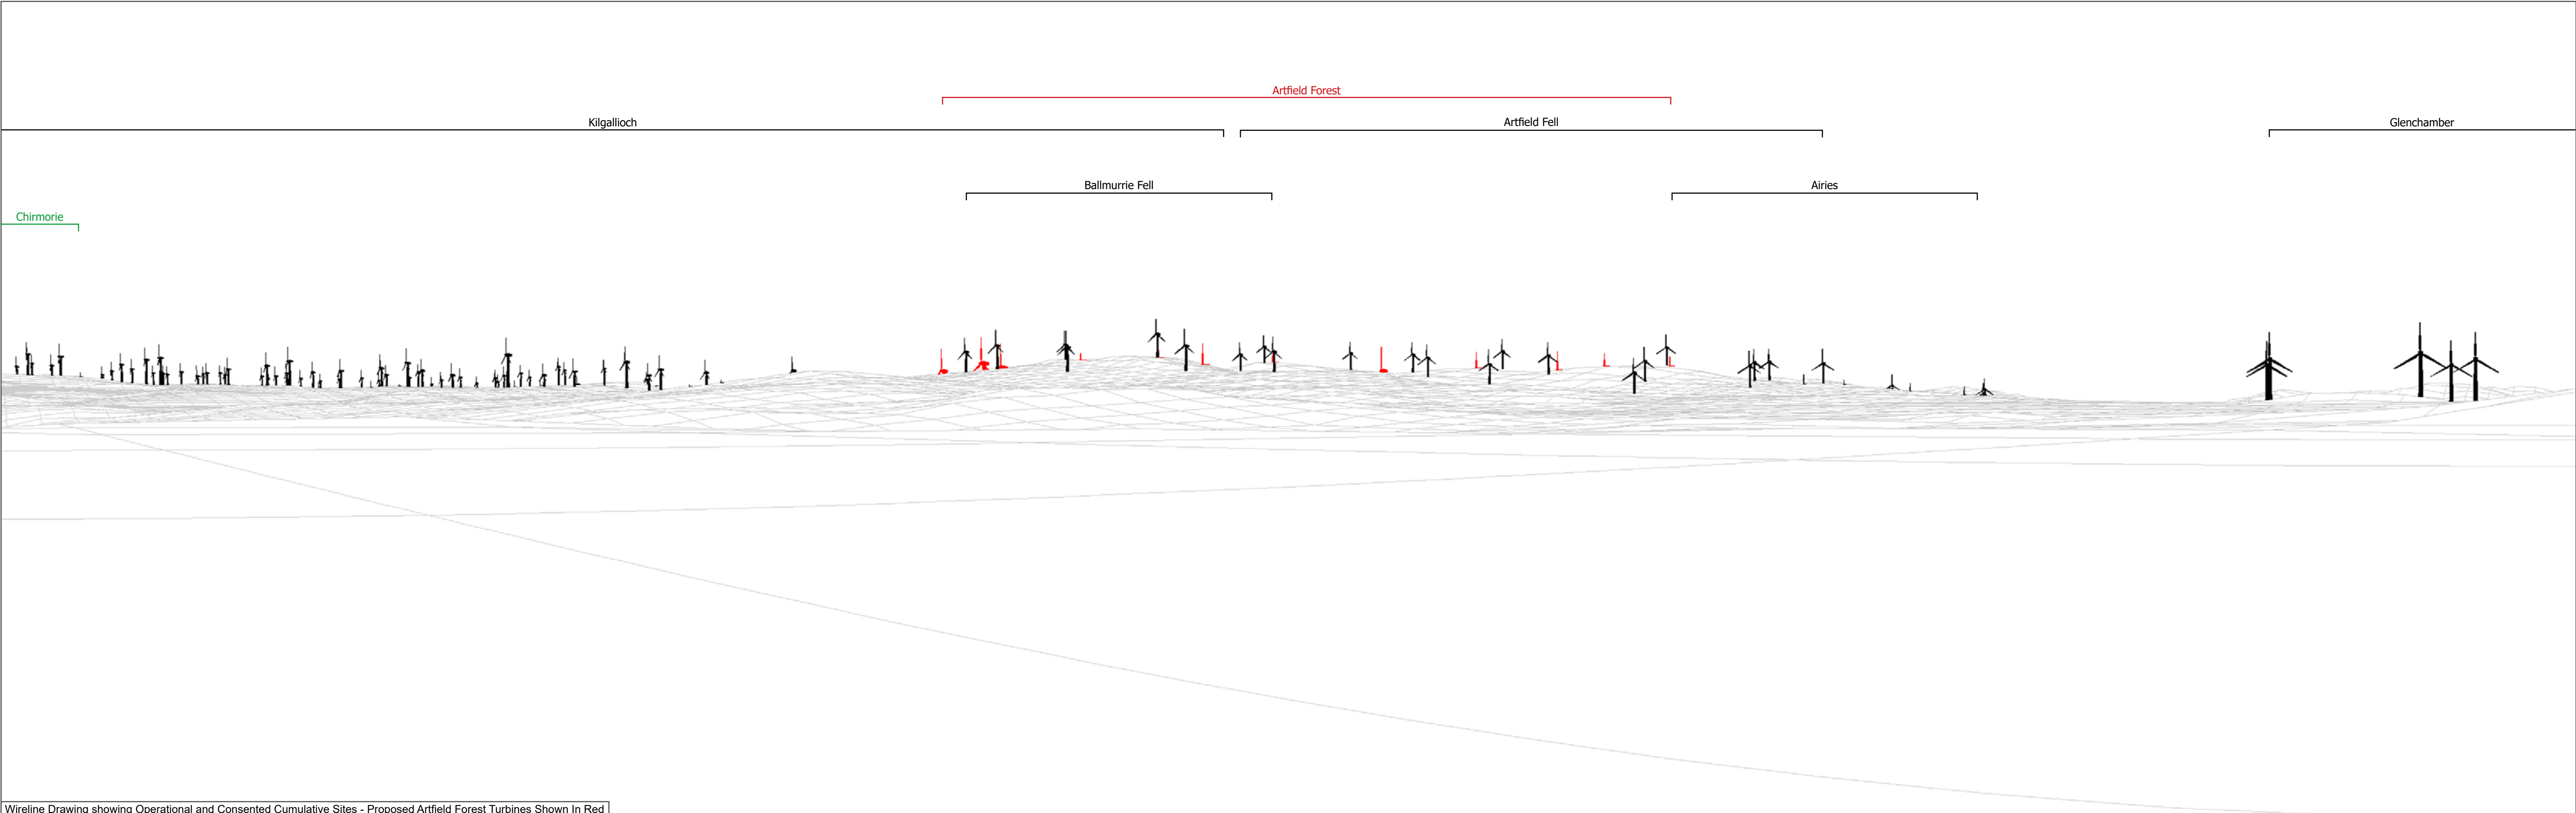 Artfield Forest
Kilgallioch
Artfield Fell
Glenchamber
Ballmurrie Fell
Airies
Chirmorie
Wireline Drawing showing Operational and Consented Cumulative Sites - Proposed Artfield Forest Turbines Shown In Red